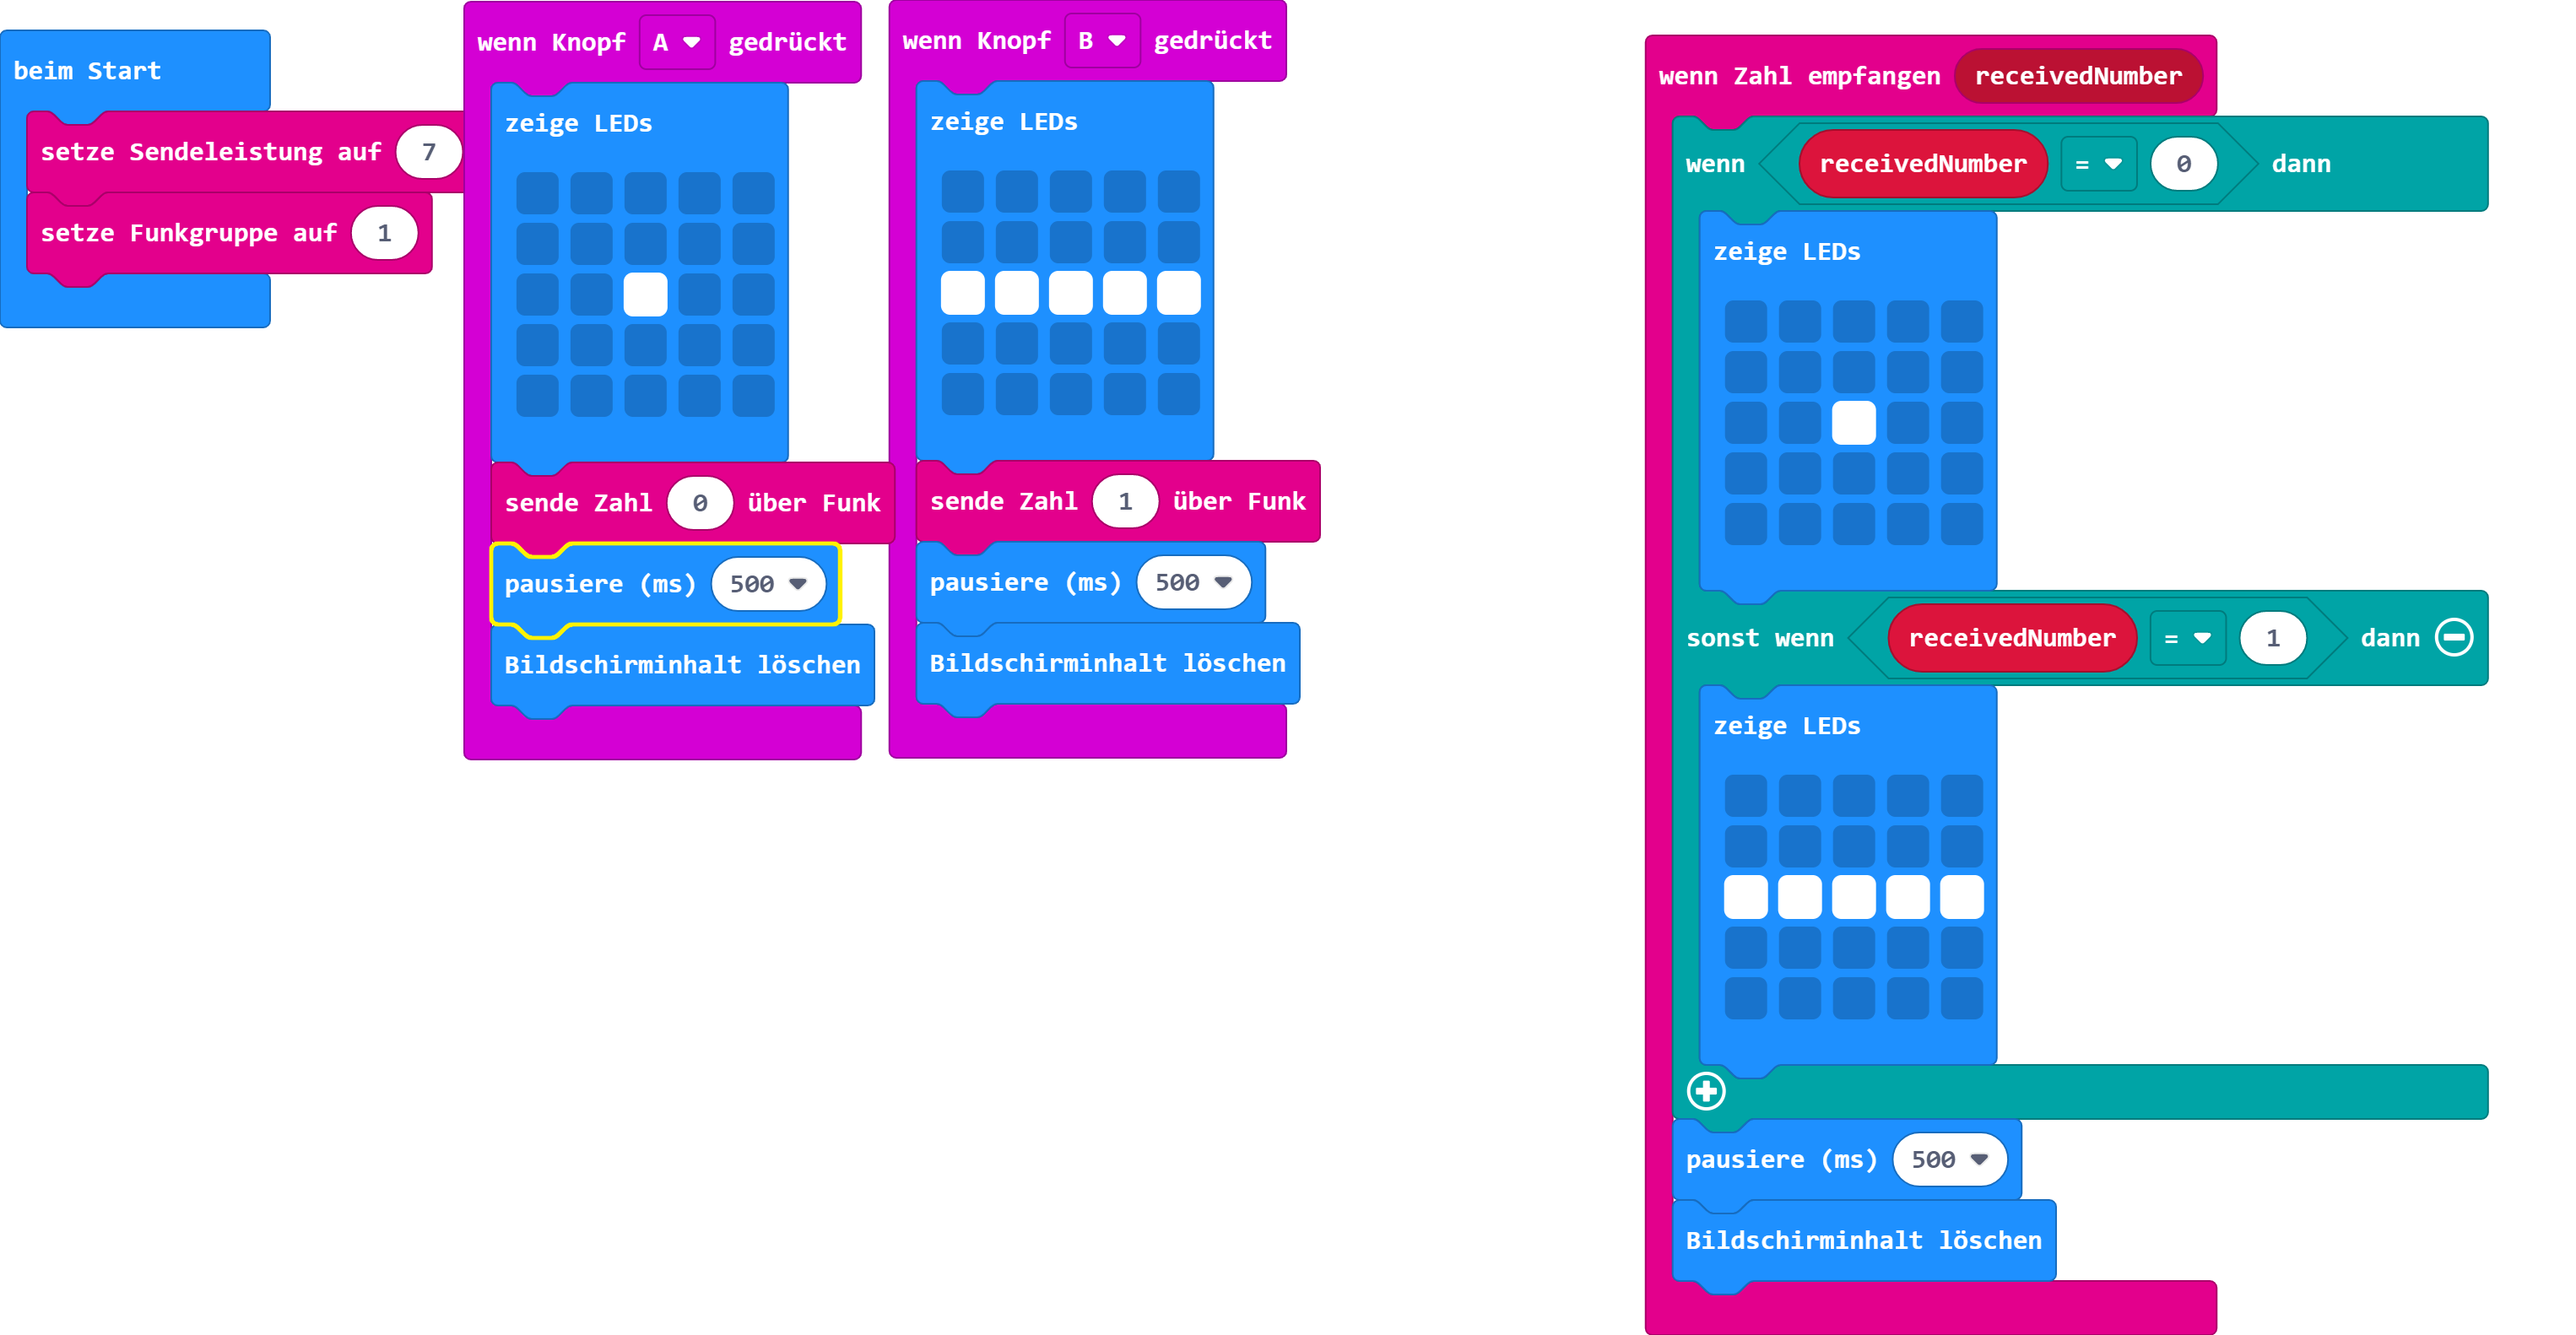 beim Start
setze Sendeleistung auf 7
setze Funkgruppe auf 1
wenn Knopf A gedrückt
zeige LEDs
sende Zahl 0 über Funk
pausiere (ms) 500
Bildschirminhalt löschen
wenn Knopf B gedrückt
zeige LEDs
sende Zahl 1 über Funk
pausiere (ms) 500
Bildschirminhalt löschen
wenn Zahl empfangen receivedNumber
wenn receivedNumber = 0 dann
zeige LEDs
sonst wenn receivedNumber = 1 dann
zeige LEDs
pausiere (ms) 500
Bildschirminhalt löschen